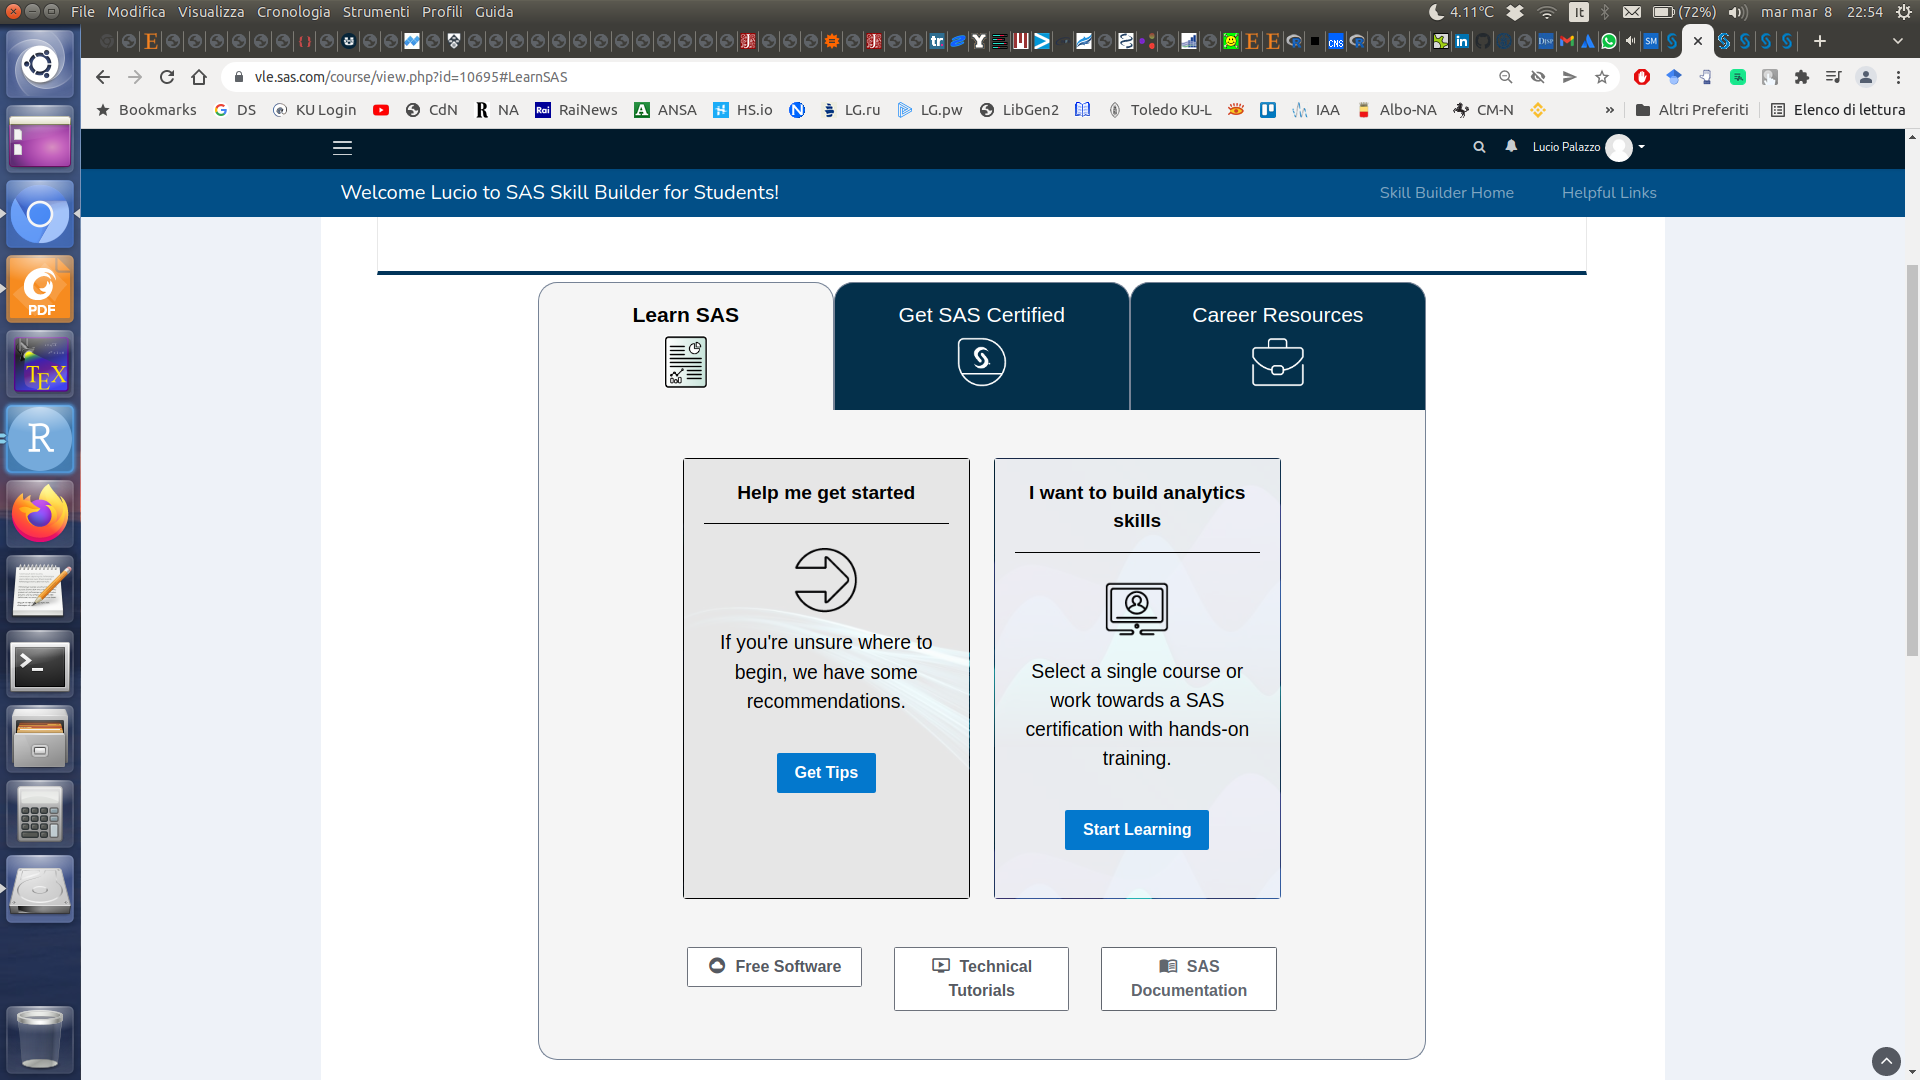 File Modifica Visualizza Cronologia Strumenti Profili Guida
4.11°C It (72%) mar mar 8 22:54
vle.sas.com/course/view.php?id=10695#LearnSAS
Bookmarks DS KU Login CdN NA RaiNews ANSA HS.io LG.ru LG.pw LibGen2 Toledo KU-L IAA Albo-NA CM-N » Altri Preferiti Elenco di lettura
Lucio Palazzo
Welcome Lucio to SAS Skill Builder for Students! Skill Builder Home Helpful Links
Learn SAS
Get SAS Certified
Career Resources
Help me get started
If you're unsure where to
begin, we have some
recommendations.
Get Tips
I want to build analytics
skills
Select a single course or
work towards a SAS
certification with hands-on
training.
Start Learning
Free Software
Technical
Tutorials
SAS
Documentation
PDF
TEX
R